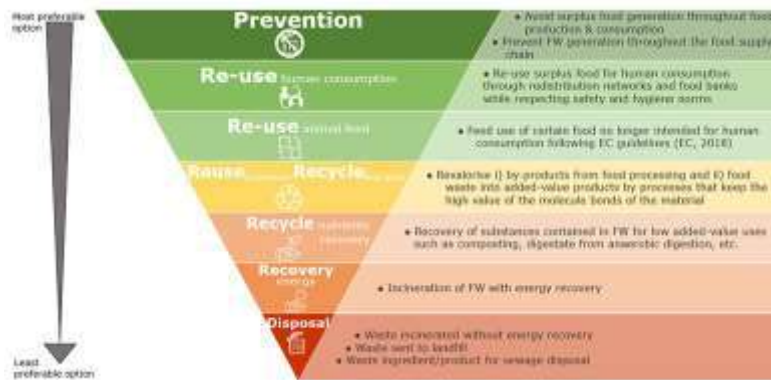 Most preferable
option
Prevention
• Avoid surplus food generation throughout food
production & consumption
• Prevent FW generation throughout the food supply
chain
Re-use human consumption
• Re-use surplus food for human consumption
through redistribution networks and food banks
while respecting safety and hygiene norms
Re-use animal feed
• Feed use of certain food no longer intended for human
consumption following EC guidelines (EC, 2018)
Reuse Recycle
• Revalorise i) by-products from food processing and ii) food
waste into added-value products by processes that keep the
high value of the molecule bonds of the material
Recycle nutrients
recovery
• Recovery of substances contained in FW for low added-value uses
such as composting, digestate from anaerobic digestion, etc.
Recovery
energy
• Incineration of FW with energy recovery
Disposal
• Waste incinerated without energy recovery
• Waste sent to landfill
• Waste ingredient/product for sewage disposal
Least
preferable option